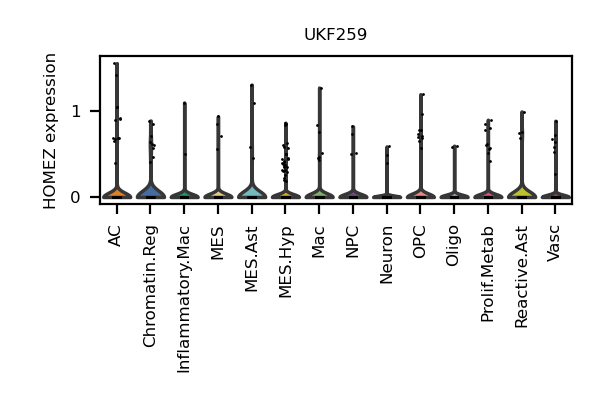 UKF259
HOMEZ expression
1
0
AC
Chromatin.Reg
Inflammatory.Mac
MES
MES.Ast
MES.Hyp
Mac
NPC
Neuron
OPC
Oligo
Prolif.Metab
Reactive.Ast
Vasc